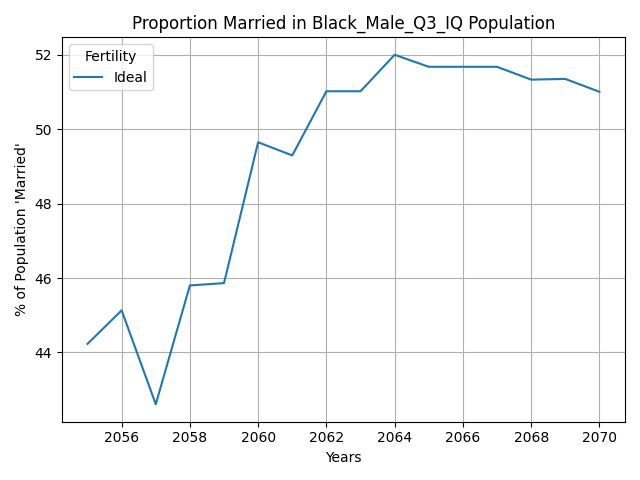 Proportion Married in Black_Male_Q3_IQ Population
Fertility
Ideal
% of Population 'Married'
52
50
48
46
44
2056 2058 2060 2062 2064 2066 2068 2070
Years